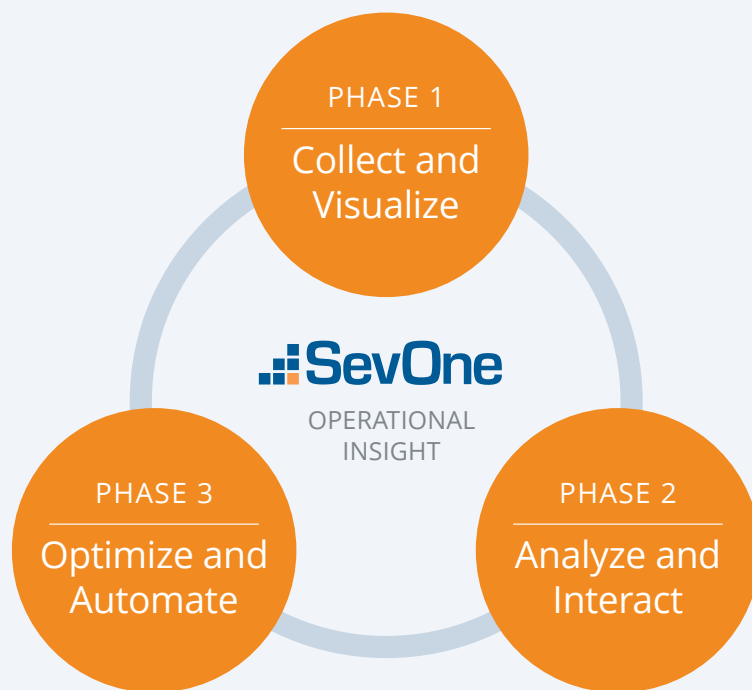 PHASE 1
Collect and
Visualize
SevOne
OPERATIONAL
INSIGHT
PHASE 3
Optimize and
Automate
PHASE 2
Analyze and
Interact